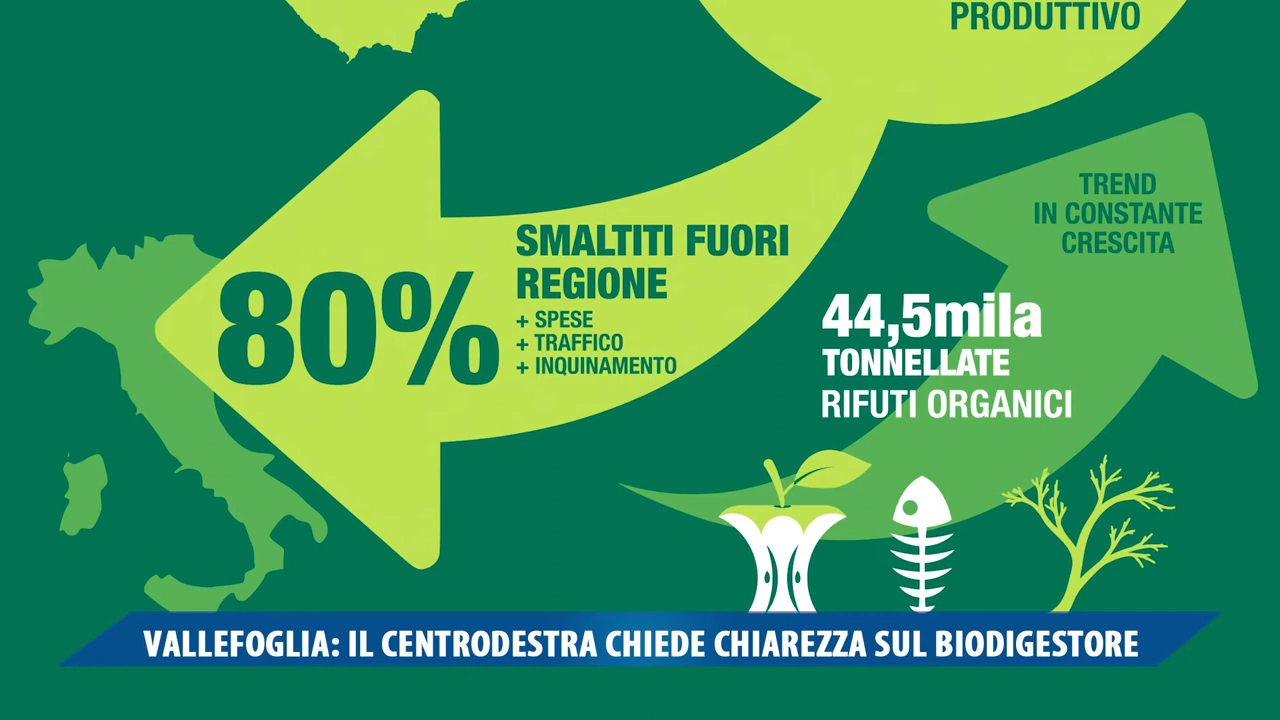 PRODUTTIVO
TREND
IN CONSTANTE
CRESCITA
80%
SMALTITI FUORI
REGIONE
+ SPESE
+ TRAFFICO
+ INQUINAMENTO
44,5mila
TONNELLATE
RIFIUTI ORGANICI
VALLEFOGLIA: IL CENTRODESTRA CHIEDE CHIAREZZA SUL BIODIGESTORE